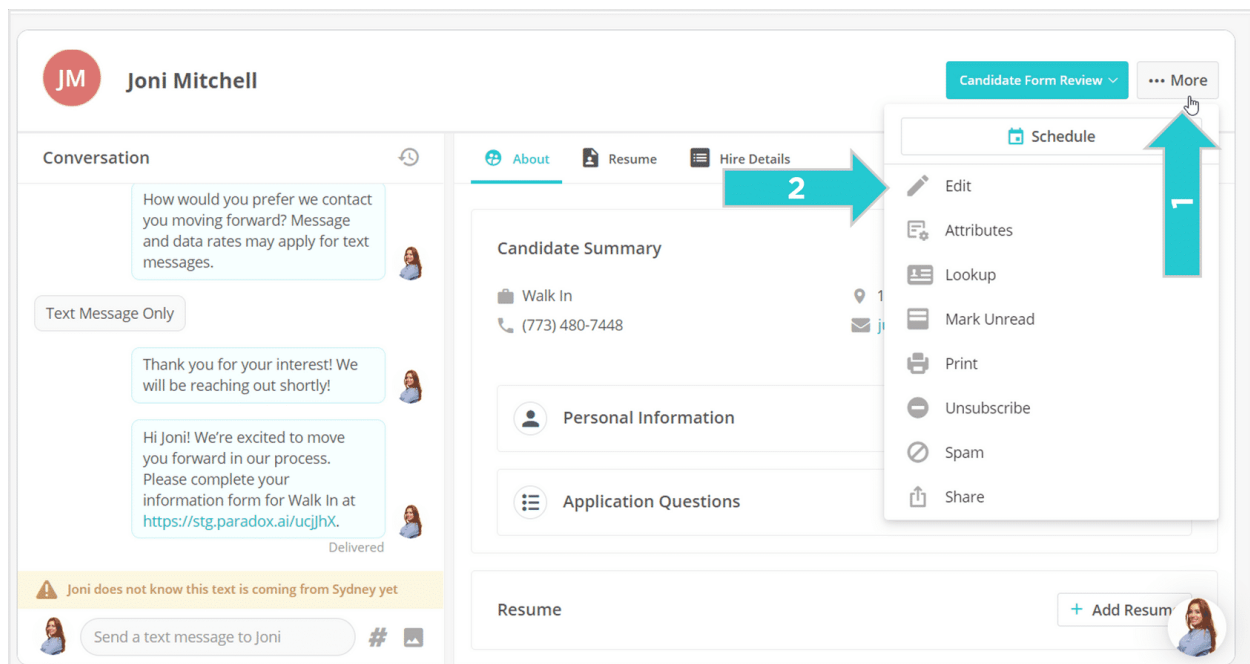 JM
Joni Mitchell
Candidate Form Review
••• More
Conversation
How would you prefer we contact
you moving forward? Message
and data rates may apply for text
messages.
Text Message Only
Thank you for your interest! We
will be reaching out shortly!
Hi Joni! We’re excited to move
you forward in our process.
Please complete your
information form for Walk In at
https://stg.paradox.ai/ucjJhX.
Delivered
Joni does not know this text is coming from Sydney yet
Send a text message to Joni
#
About
Resume
Hire Details
Candidate Summary
Walk In
1
(773) 480-7448
Personal Information
Application Questions
Resume
+ Add
Schedule
Edit
Attributes
Lookup
Mark Unread
Print
Unsubscribe
Spam
Share
1
2